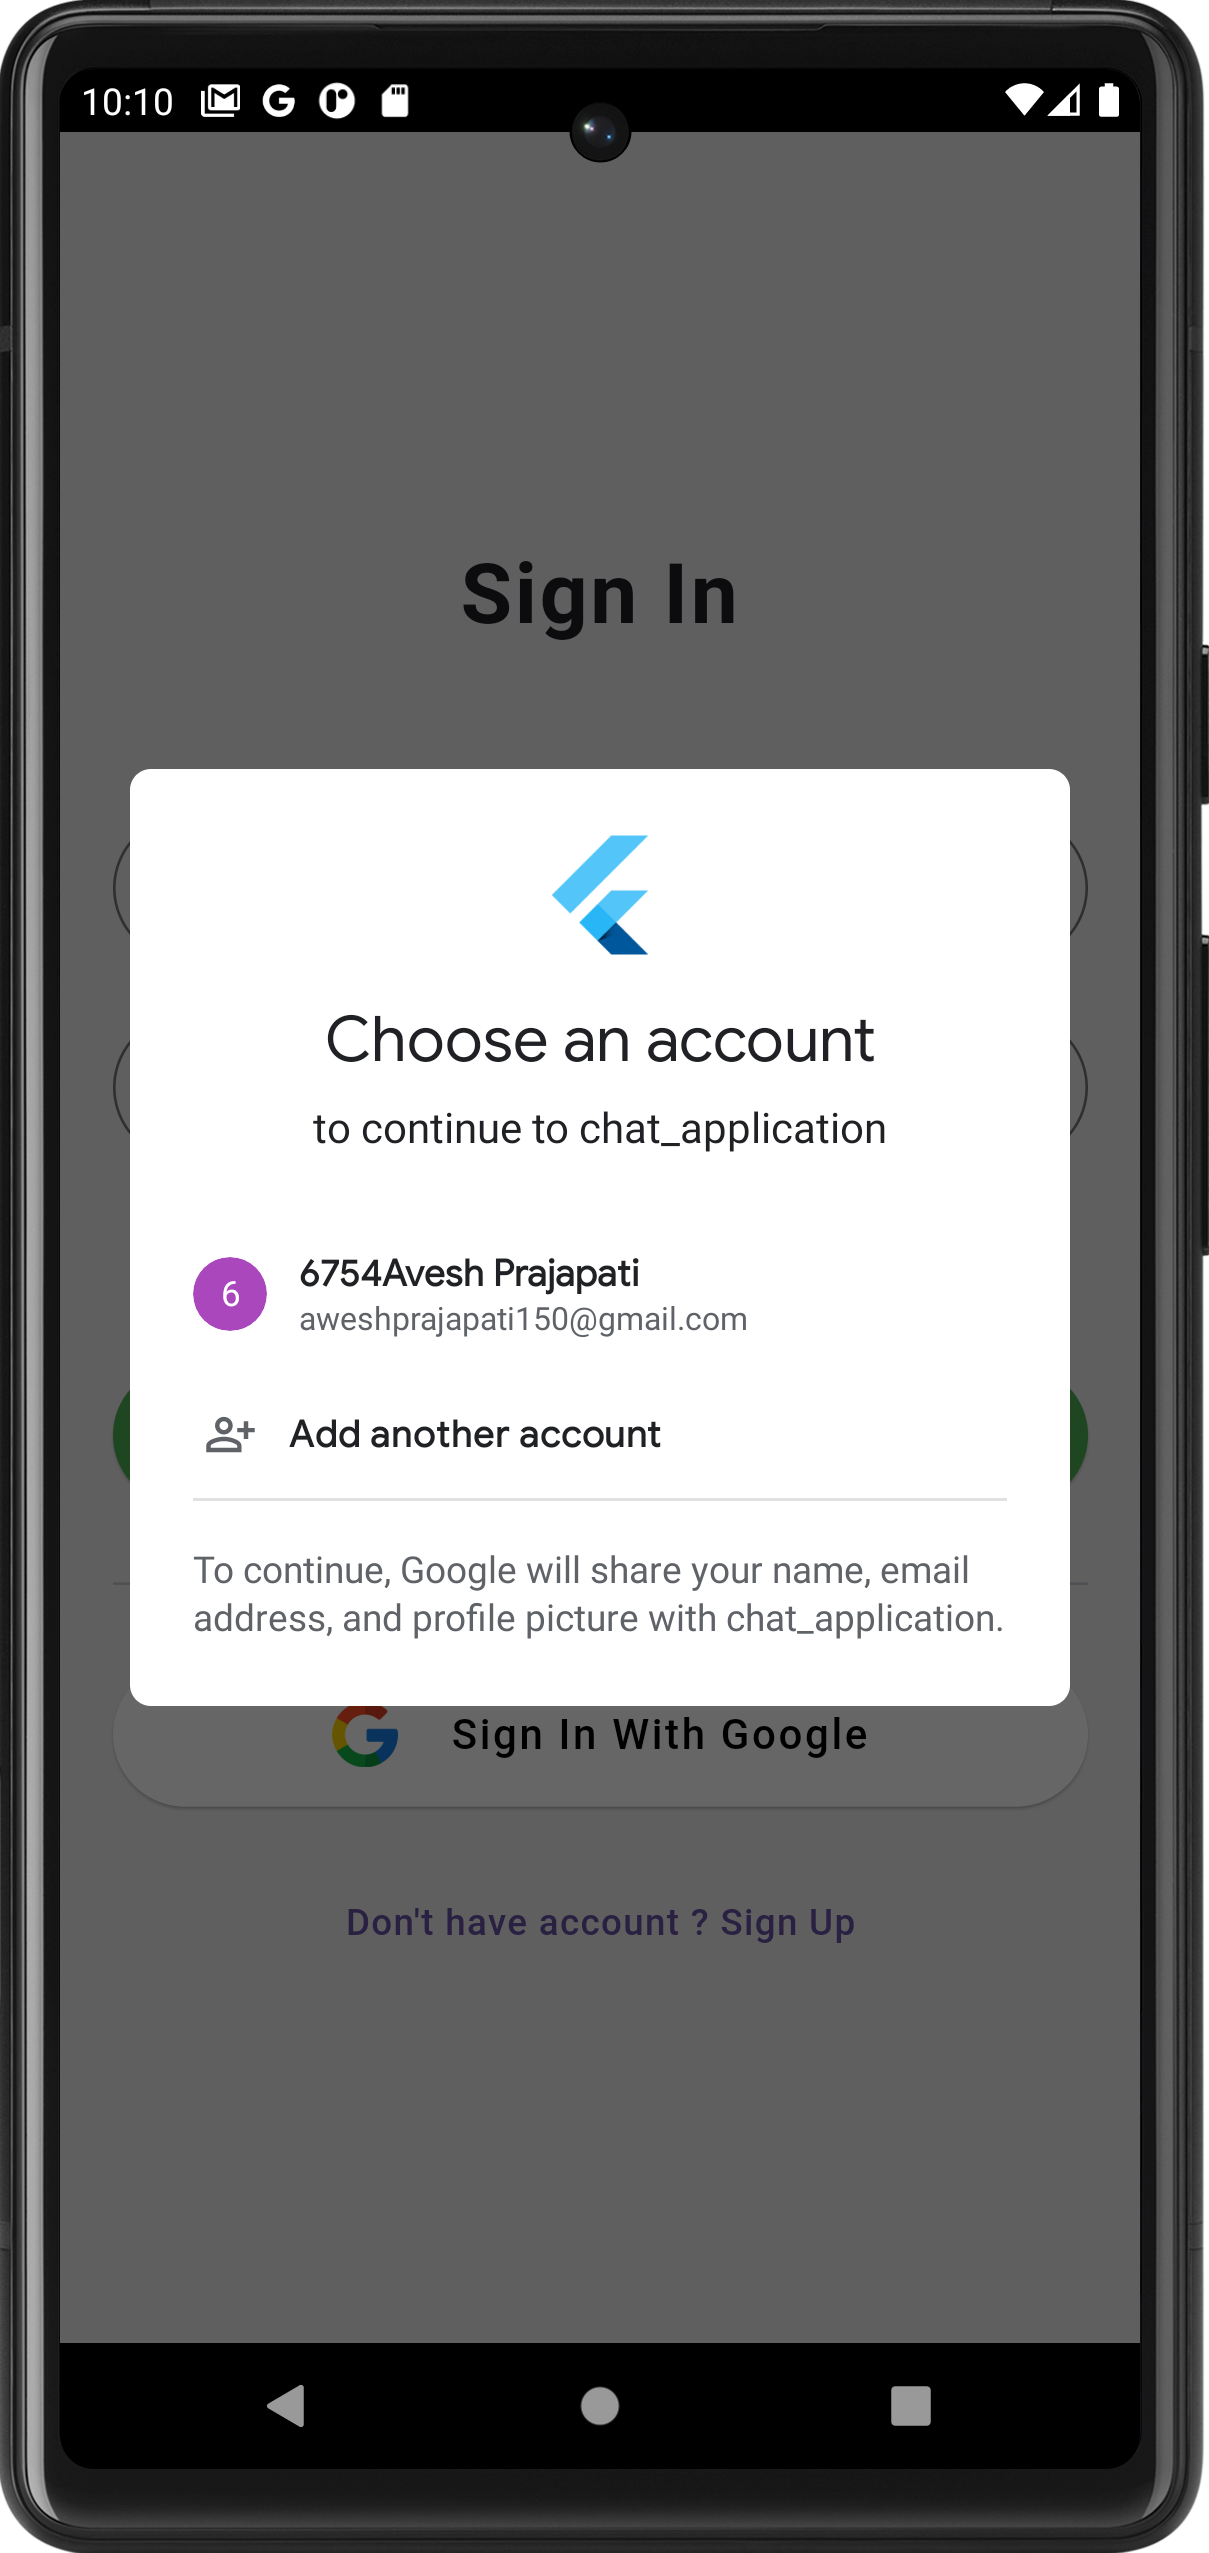 10:10
Sign In
Choose an account
to continue to chat_application
6
6754Avesh Prajapati
aweshprajapati150@gmail.com
Add another account
To continue, Google will share your name, email
address, and profile picture with chat_application.
Sign In With Google
Don't have account ? Sign Up